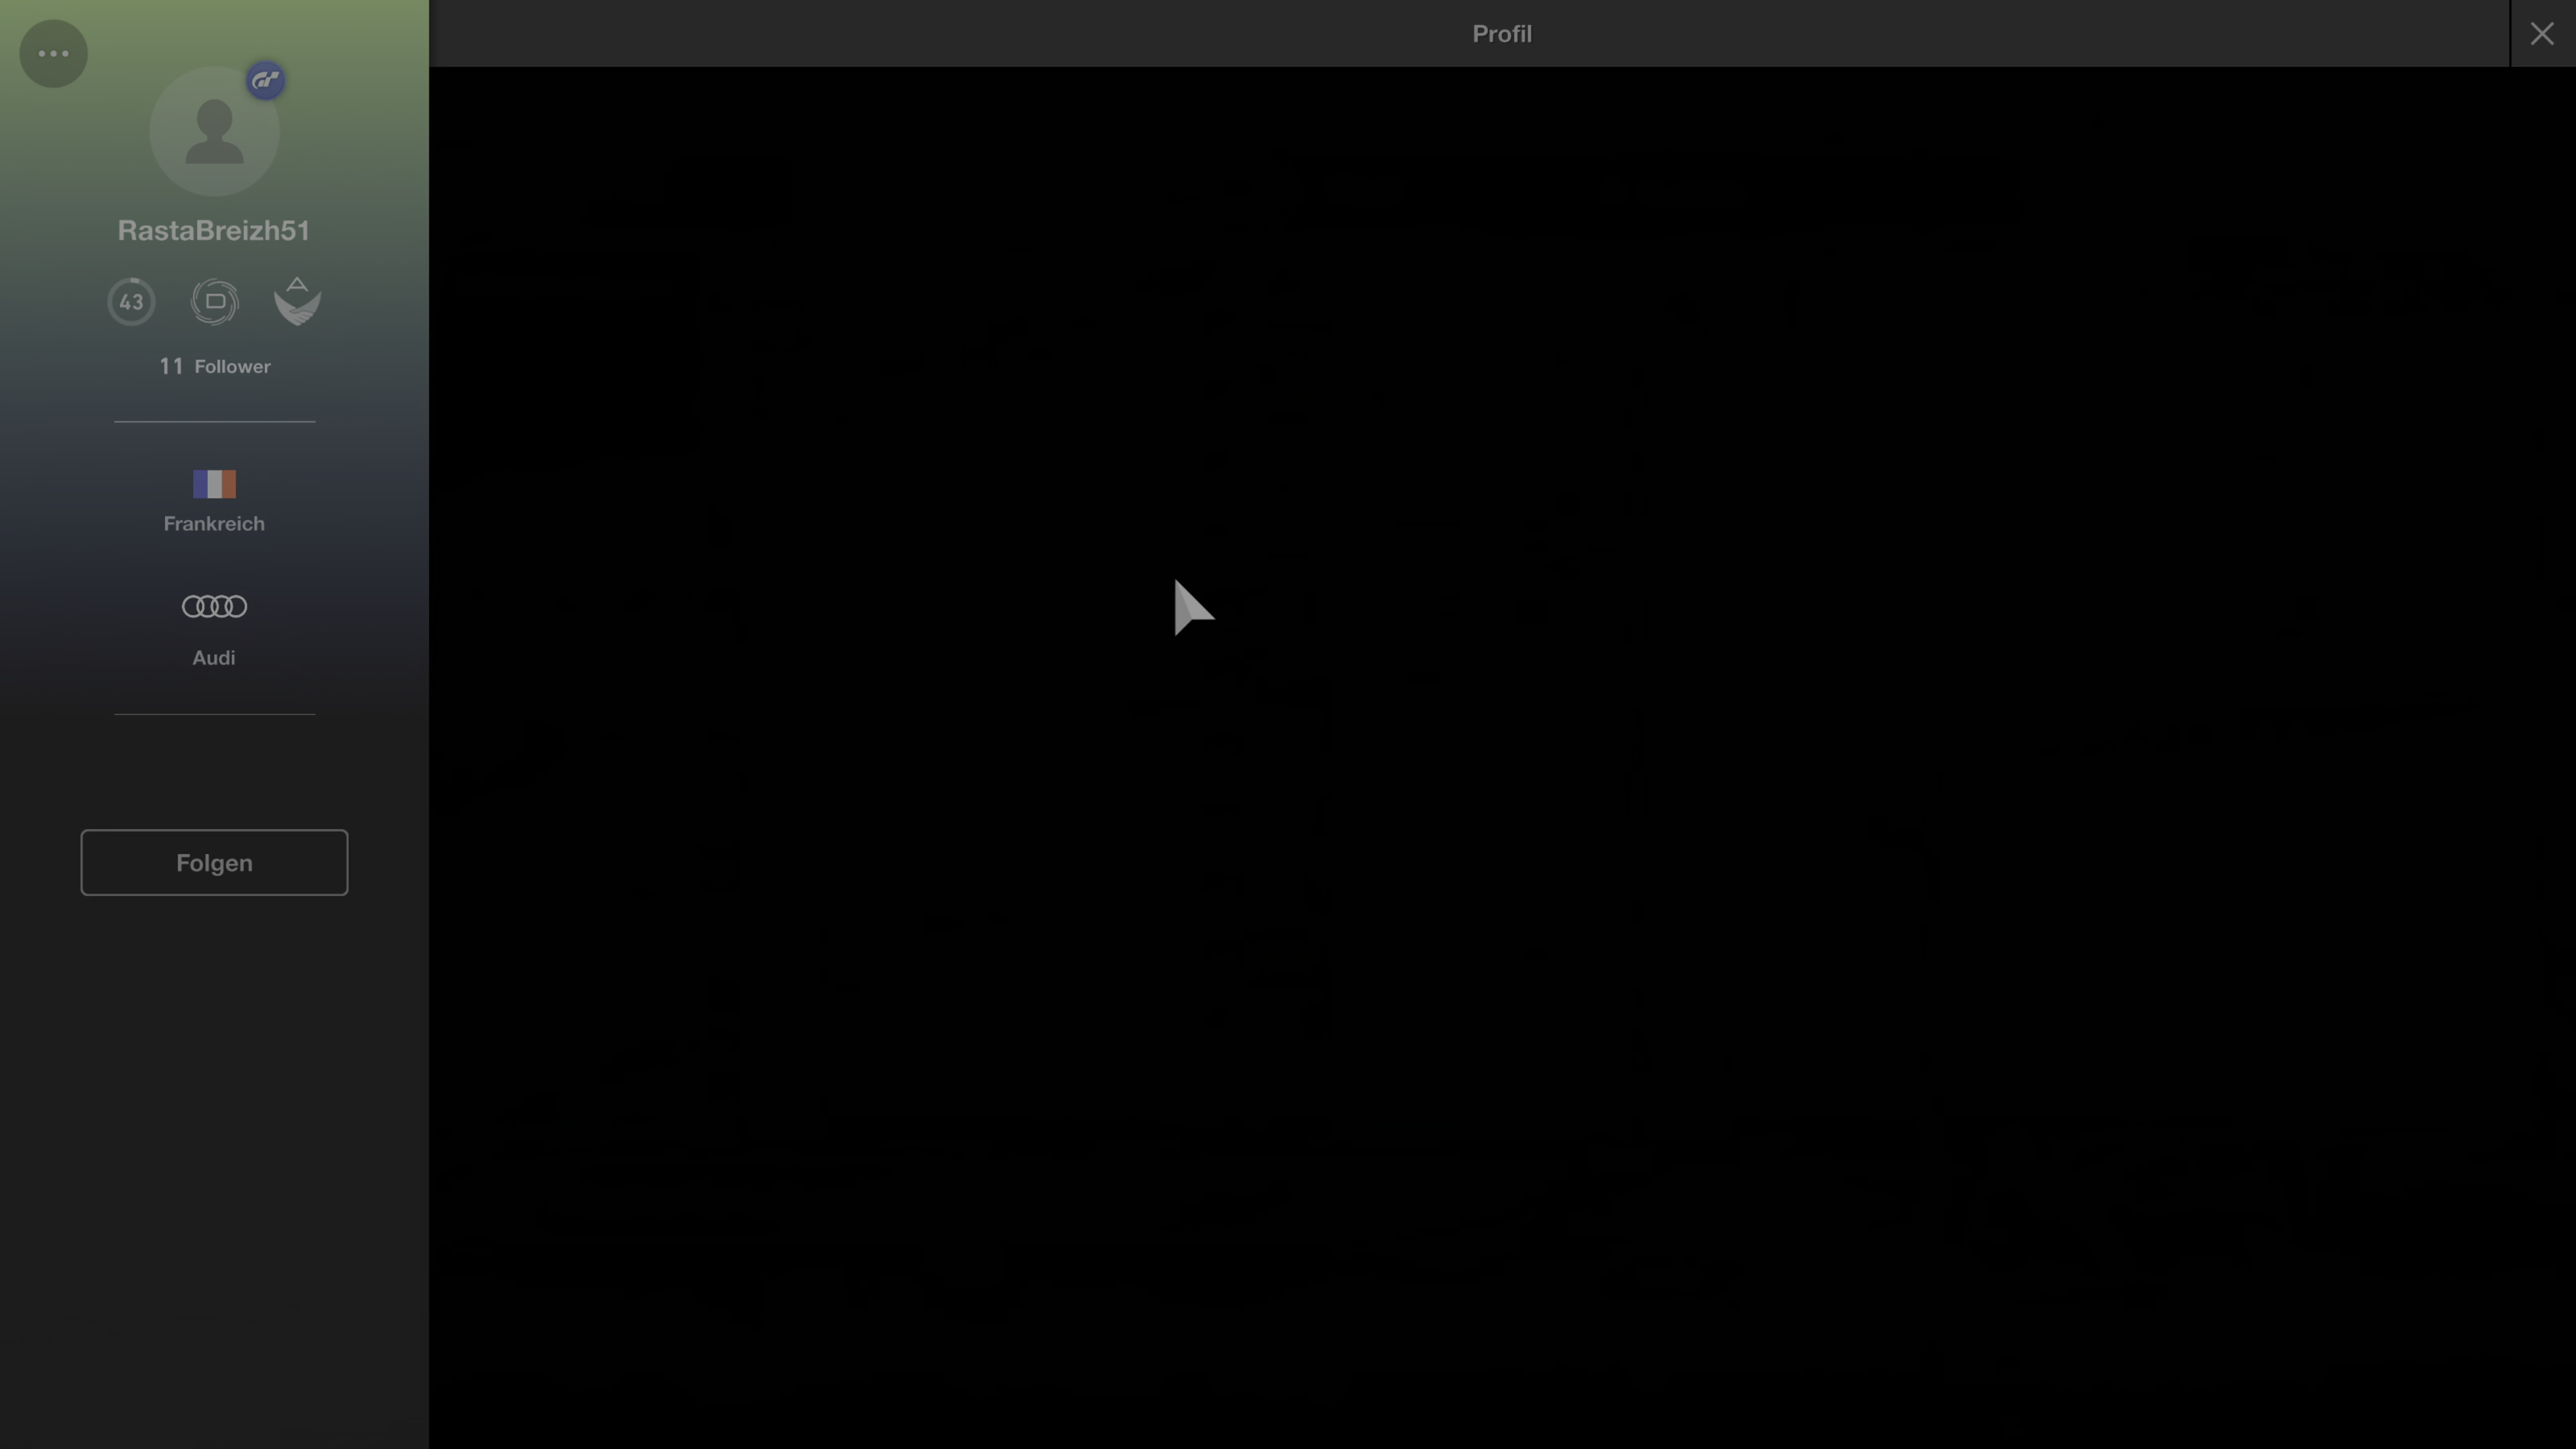 Profil
RastaBreizh51
43 D A
11 Follower
Frankreich
Audi
Folgen